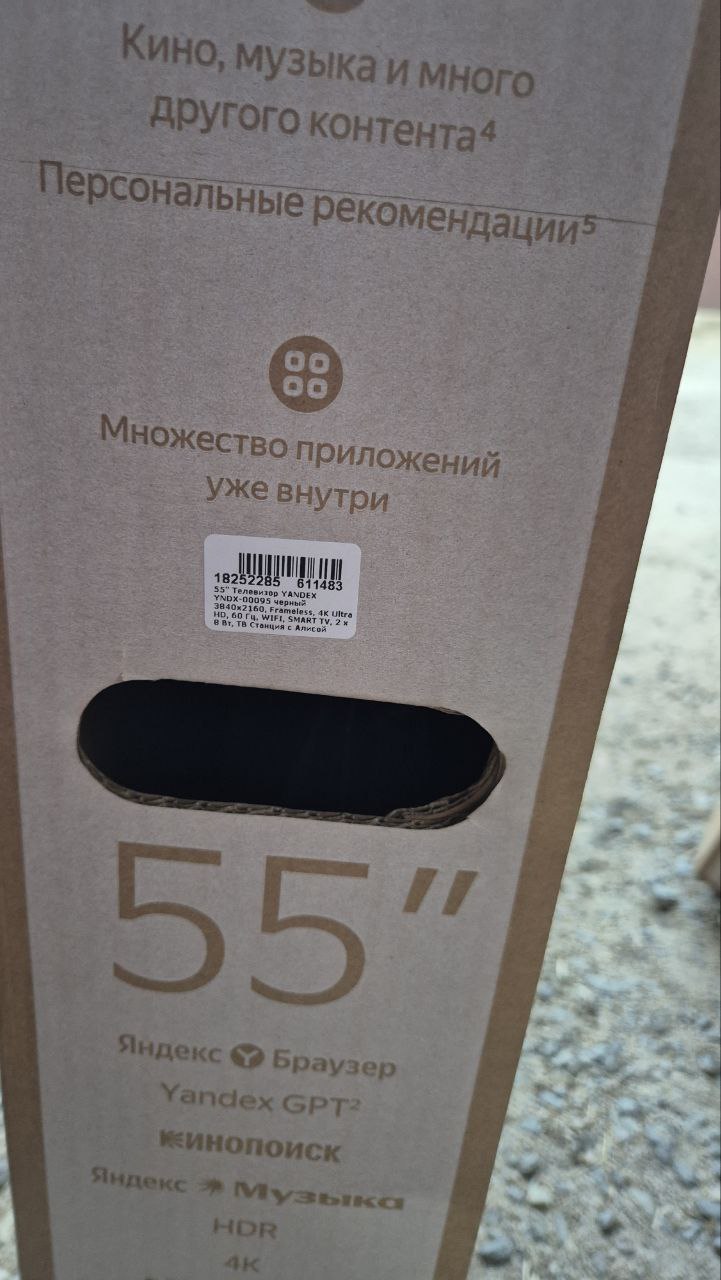 Кино, музыка и много
другого контента⁴
Персональные рекомендации⁵
Множество приложений
уже внутри
18252285 611483
55" Телевизор YANDEX
YNDX-00095 черный
3840x2160, Frameless, 4K Ultra
HD, 60 Гц, WIFI, SMART TV, 2 x
8 Вт, ТВ Станция с Алисой
55”
Яндекс Браузер
Yandex GPT²
КИНОПОИСК
Яндекс Музыка
HDR
4K